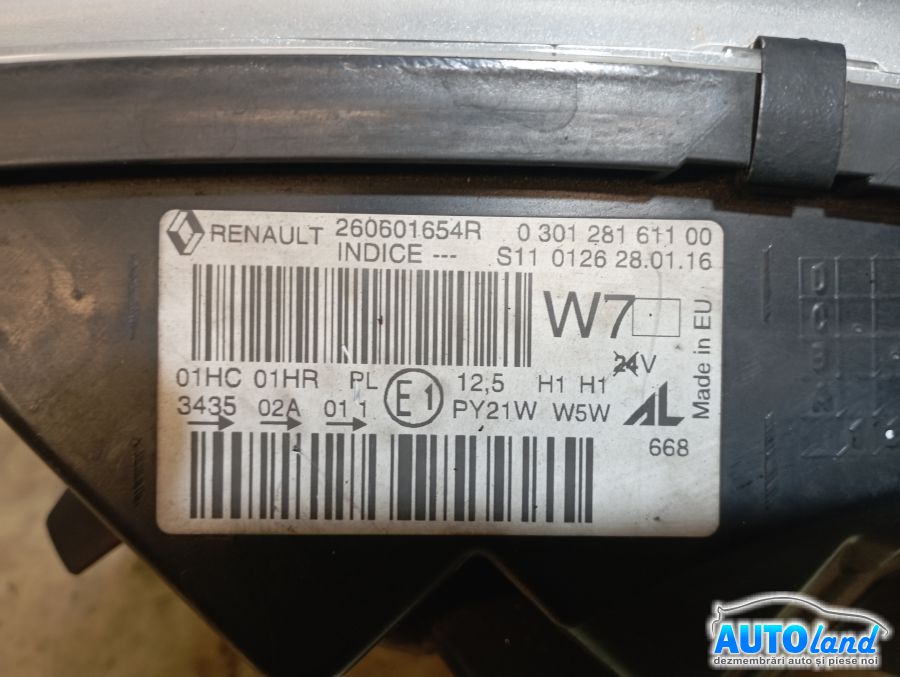 RENAULT 260601654R 0 301 281 611 00
INDICE --- S11 0126 28.01.16
W7
24V
Made in EU
01HC 01HR PL E1 12,5 H1 H1
3435 02A 01 1 PY21W W5W AL
668
AUTOland
dezmembrări auto și piese noi